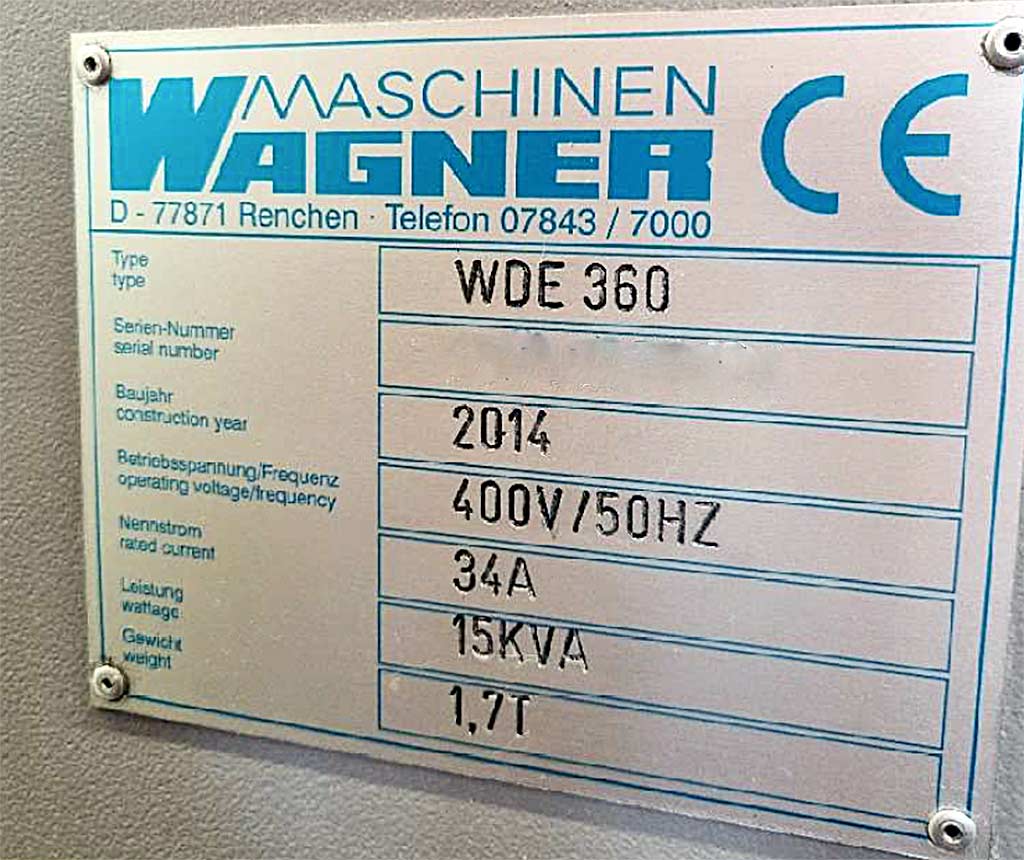 MASCHINEN
WAGNER
CE
D - 77871 Renchen · Telefon 07843 / 7000
Type
type
WDE 360
Serien-Nummer
serial number
Baujahr
construction year
2014
Betriebsspannung/Frequenz
operating voltage/frequency
400V/50HZ
Nennstrom
rated current
34A
Leistung
wattage
15KVA
Gewicht
weight
1,7T